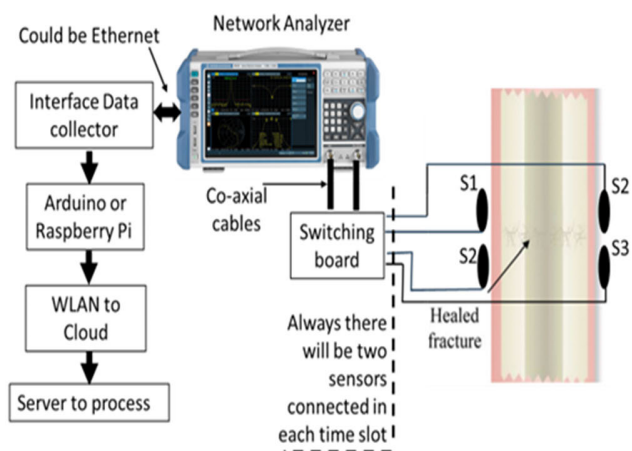 Network Analyzer
Could be Ethernet
Interface Data
collector
Co-axial
cables
Arduino or
Raspberry Pi
Switching
board
S1
S2
S2
S3
WLAN to
Cloud
Healed
fracture
Always there
will be two
sensors
connected in
each time slot
Server to process